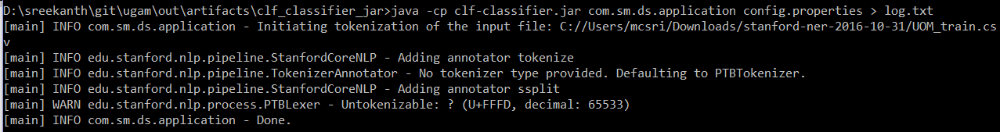 D:\sreekanth\git\ugam\out\artifacts\clf_classifier_jar>java -cp clf-classifier.jar com.sm.ds.application config.properties > log.txt
[main] INFO com.sm.ds.application - Initiating tokenization of the input file: C://Users/mcsri/Downloads/stanford-ner-2016-10-31/UOM_train.cs
v
[main] INFO edu.stanford.nlp.pipeline.StanfordCoreNLP - Adding annotator tokenize
[main] INFO edu.stanford.nlp.pipeline.TokenizerAnnotator - No tokenizer type provided. Defaulting to PTBTokenizer.
[main] INFO edu.stanford.nlp.pipeline.StanfordCoreNLP - Adding annotator ssplit
[main] WARN edu.stanford.nlp.process.PTBLexer - Untokenizable: ? (U+FFFD, decimal: 65533)
[main] INFO com.sm.ds.application - Done.